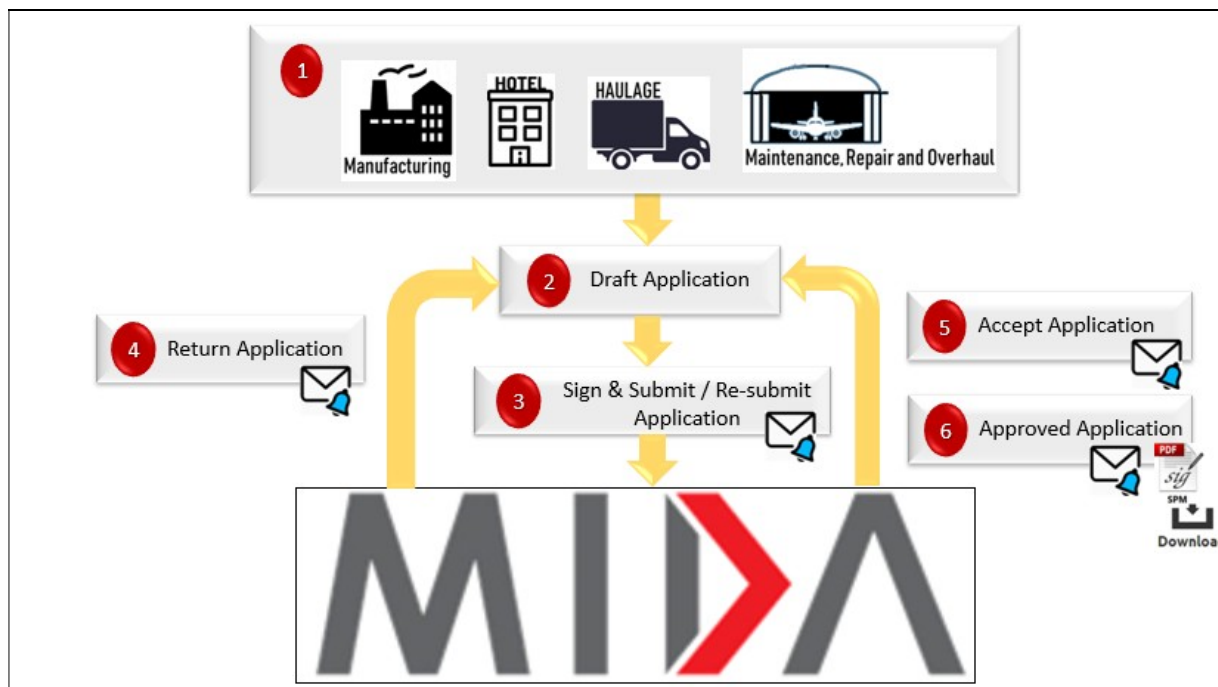 1
Manufacturing
HOTEL
HAULAGE
Maintenance, Repair and Overhaul
2
Draft Application
4
Return Application
3
Sign & Submit / Re-submit
Application
5
Accept Application
6
Approved Application
PDF
sig
SPM
Downloa
MIDA